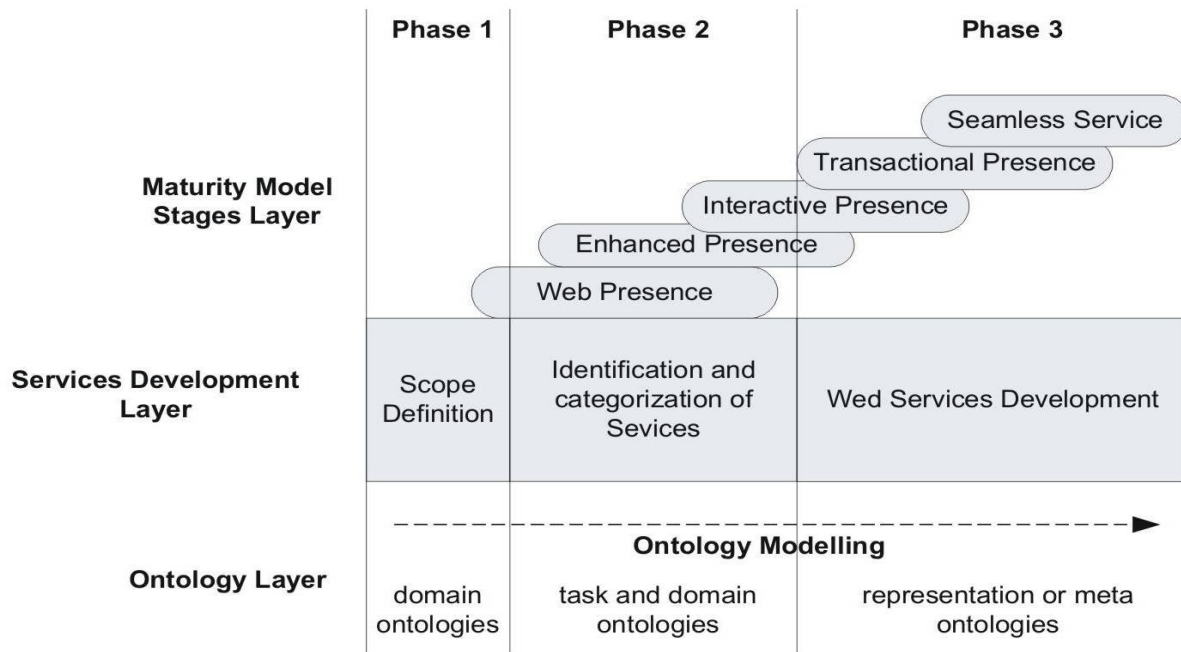 Phase 1
Phase 2
Phase 3
Seamless Service
Transactional Presence
Maturity Model
Stages Layer
Interactive Presence
Enhanced Presence
Web Presence
Services Development
Layer
Scope
Definition
Identification and
categorization of
Sevices
Wed Services Development
Ontology Modelling
Ontology Layer
domain
ontologies
task and domain
ontologies
representation or meta
ontologies